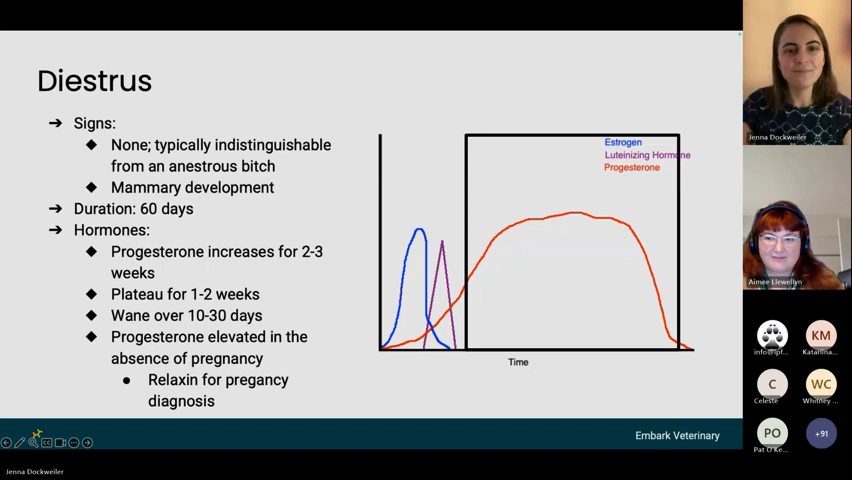 Diestrus
➔ Signs:
◆ None; typically indistinguishable
from an anestrous bitch
◆ Mammary development
➔ Duration: 60 days
➔ Hormones:
◆ Progesterone increases for 2-3
weeks
◆ Plateau for 1-2 weeks
◆ Wane over 10-30 days
◆ Progesterone elevated in the
absence of pregnancy
● Relaxin for pregancy
diagnosis
Estrogen
Luteinizing Hormone
Progesterone
Time
Embark Veterinary
Jenna Dockweiler
Jenna Dockweiler
Aimee Llewellyn
KM
info@lpf...
Katariina...
C
WC
Celeste
Whitney ...
PO
+91
Pat O'Ke...